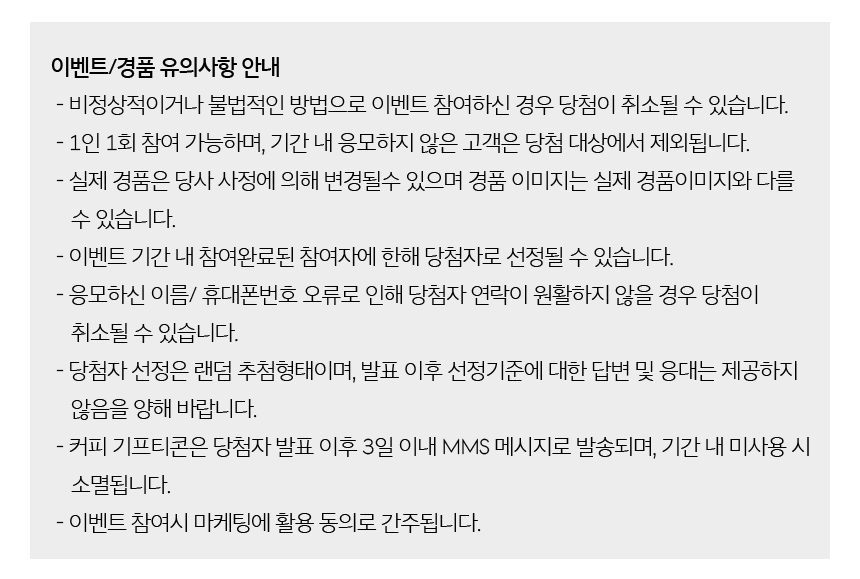 이벤트/경품 유의사항 안내
- 비정상적이거나 불법적인 방법으로 이벤트 참여하신 경우 당첨이 취소될 수 있습니다.
- 1인 1회 참여 가능하며, 기간 내 응모하지 않은 고객은 당첨 대상에서 제외됩니다.
- 실제 경품은 당사 사정에 의해 변경될수 있으며 경품 이미지는 실제 경품이미지와 다를
수 있습니다.
- 이벤트 기간 내 참여완료된 참여자에 한해 당첨자로 선정될 수 있습니다.
- 응모하신 이름/ 휴대폰번호 오류로 인해 당첨자 연락이 원활하지 않을 경우 당첨이
취소될 수 있습니다.
- 당첨자 선정은 랜덤 추첨형태이며, 발표 이후 선정기준에 대한 답변 및 응대는 제공하지
않음을 양해 바랍니다.
- 커피 기프티콘은 당첨자 발표 이후 3일 이내 MMS 메시지로 발송되며, 기간 내 미사용 시
소멸됩니다.
- 이벤트 참여시 마케팅에 활용 동의로 간주됩니다.